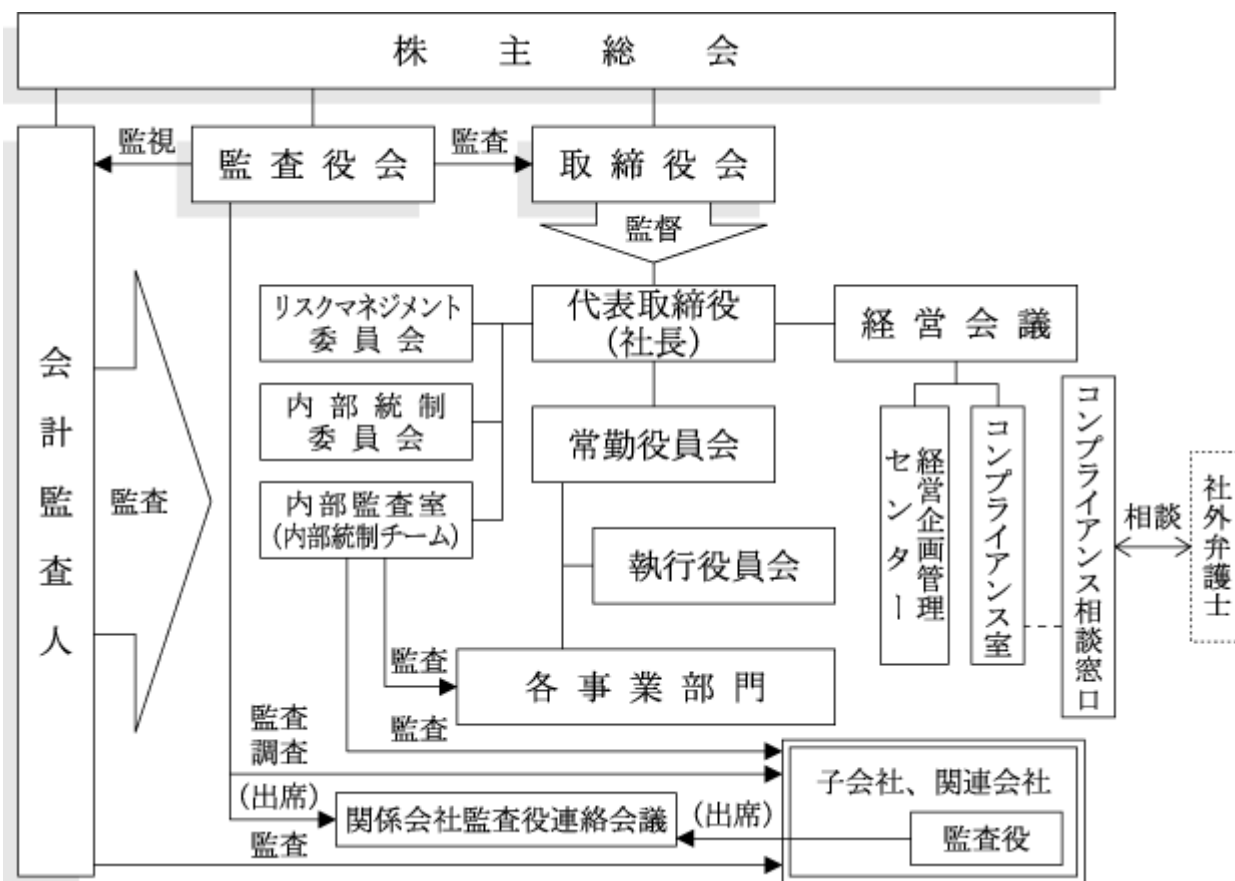 株主総会
監視
監査役会
監査
取締役会
監督
会計監査人
監査
リスクマネジメント
委員会
代表取締役
(社長)
経営会議
内部統制
委員会
常勤役員会
経営企画管理
センター
コンプライアンス室
コンプライアンス相談窓口
相談
社外弁護士
内部監査室
(内部統制チーム)
執行役員会
監査
各事業部門
監査
監査
調査
子会社、関連会社
(出席)
関係会社監査役連絡会議
(出席)
監査役
監査